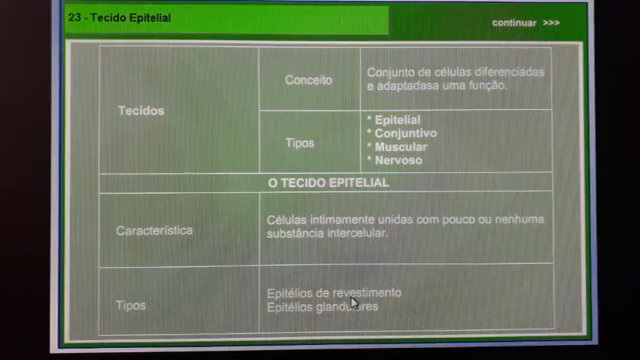 23 - Tecido Epitelial
continuar >>>
Tecidos
Conceito
Conjunto de células diferenciadas
e adaptadasa uma função.
Tipos
* Epitelial
* Conjuntivo
* Muscular
* Nervoso
O TECIDO EPITELIAL
Característica
Células intimamente unidas com pouco ou nenhuma
substância intercelular.
Tipos
Epitélios de revestimento
Epitélios glandulares